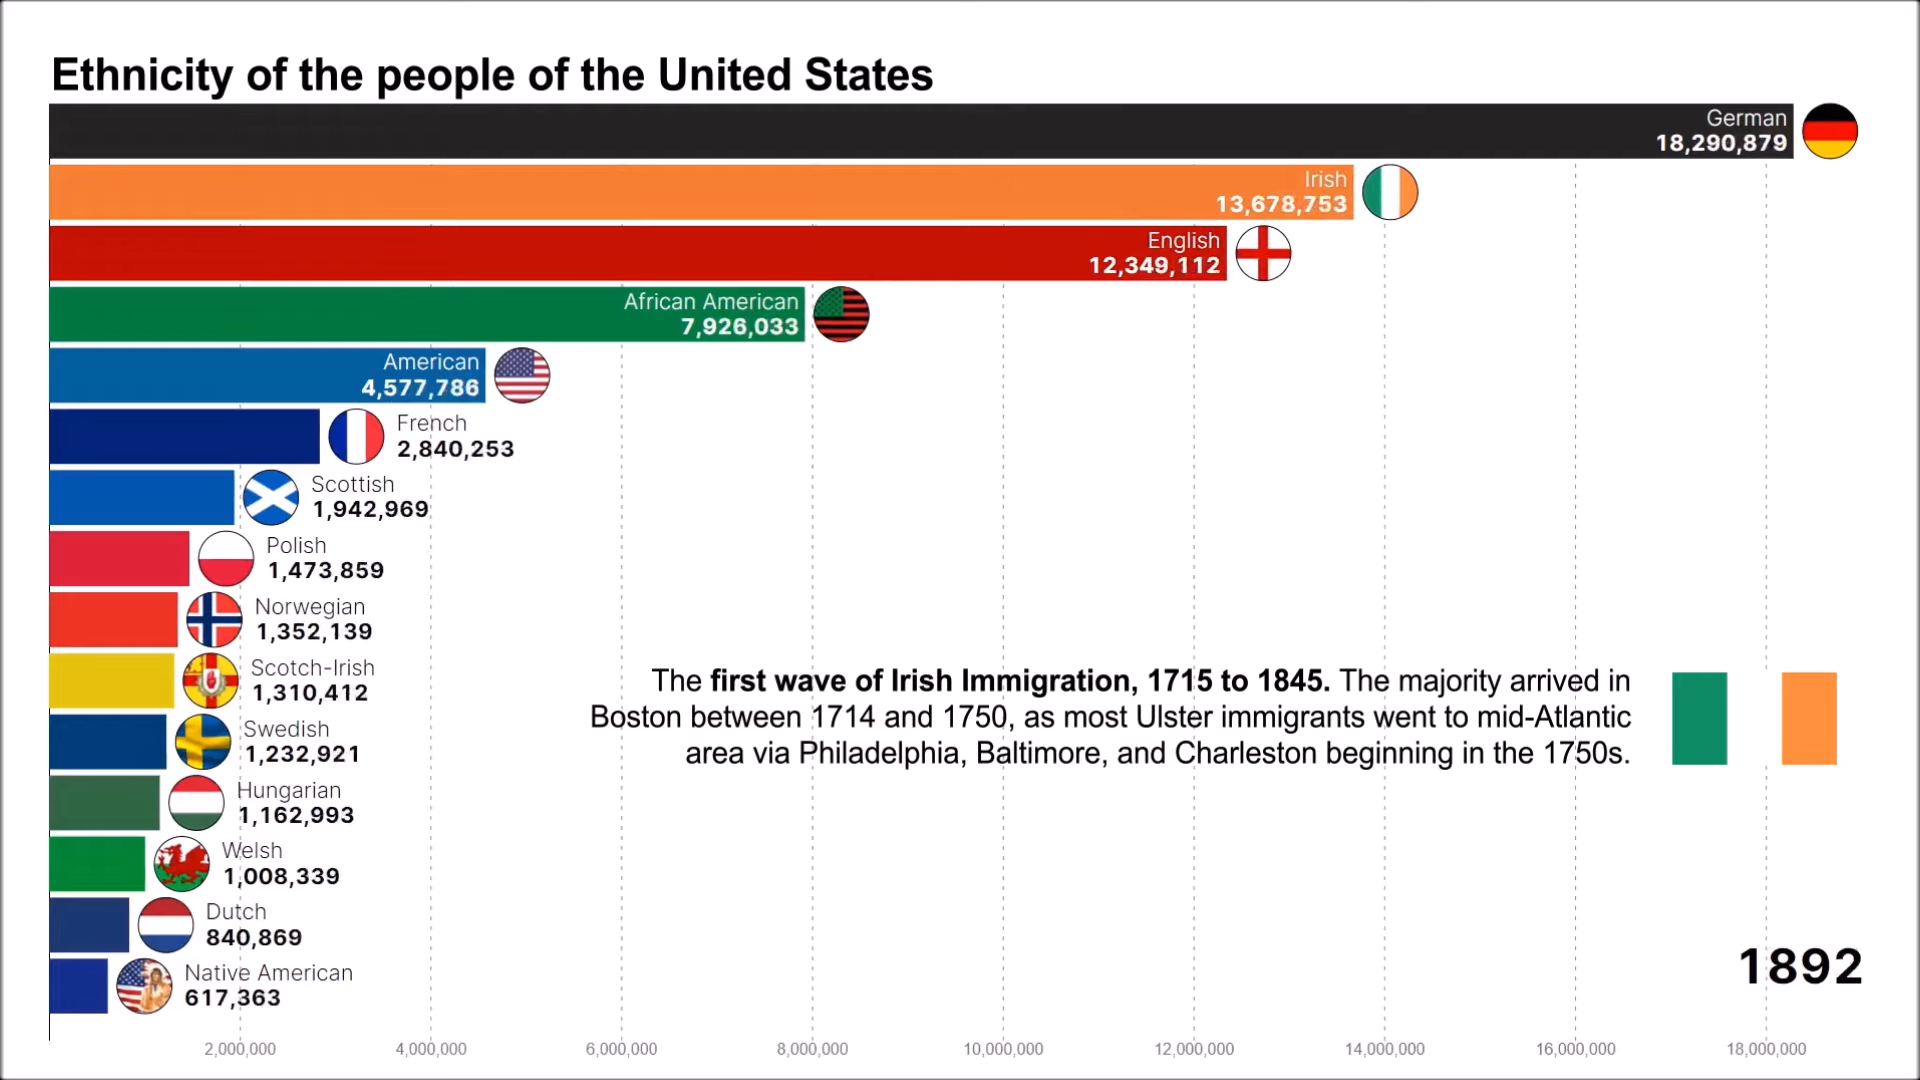 Ethnicity of the people of the United States
German
18,290,879
Irish
13,678,753
English
12,349,112
African American
7,926,033
American
4,577,786
French
2,840,253
Scottish
1,942,969
Polish
1,473,859
Norwegian
1,352,139
Scotch-Irish
1,310,412
Swedish
1,232,921
Hungarian
1,162,993
Welsh
1,008,339
Dutch
840,869
Native American
617,363
The first wave of Irish Immigration, 1715 to 1845. The majority arrived in
Boston between 1714 and 1750, as most Ulster immigrants went to mid-Atlantic
area via Philadelphia, Baltimore, and Charleston beginning in the 1750s.
1892
2,000,000 4,000,000 6,000,000 8,000,000 10,000,000 12,000,000 14,000,000 16,000,000 18,000,000